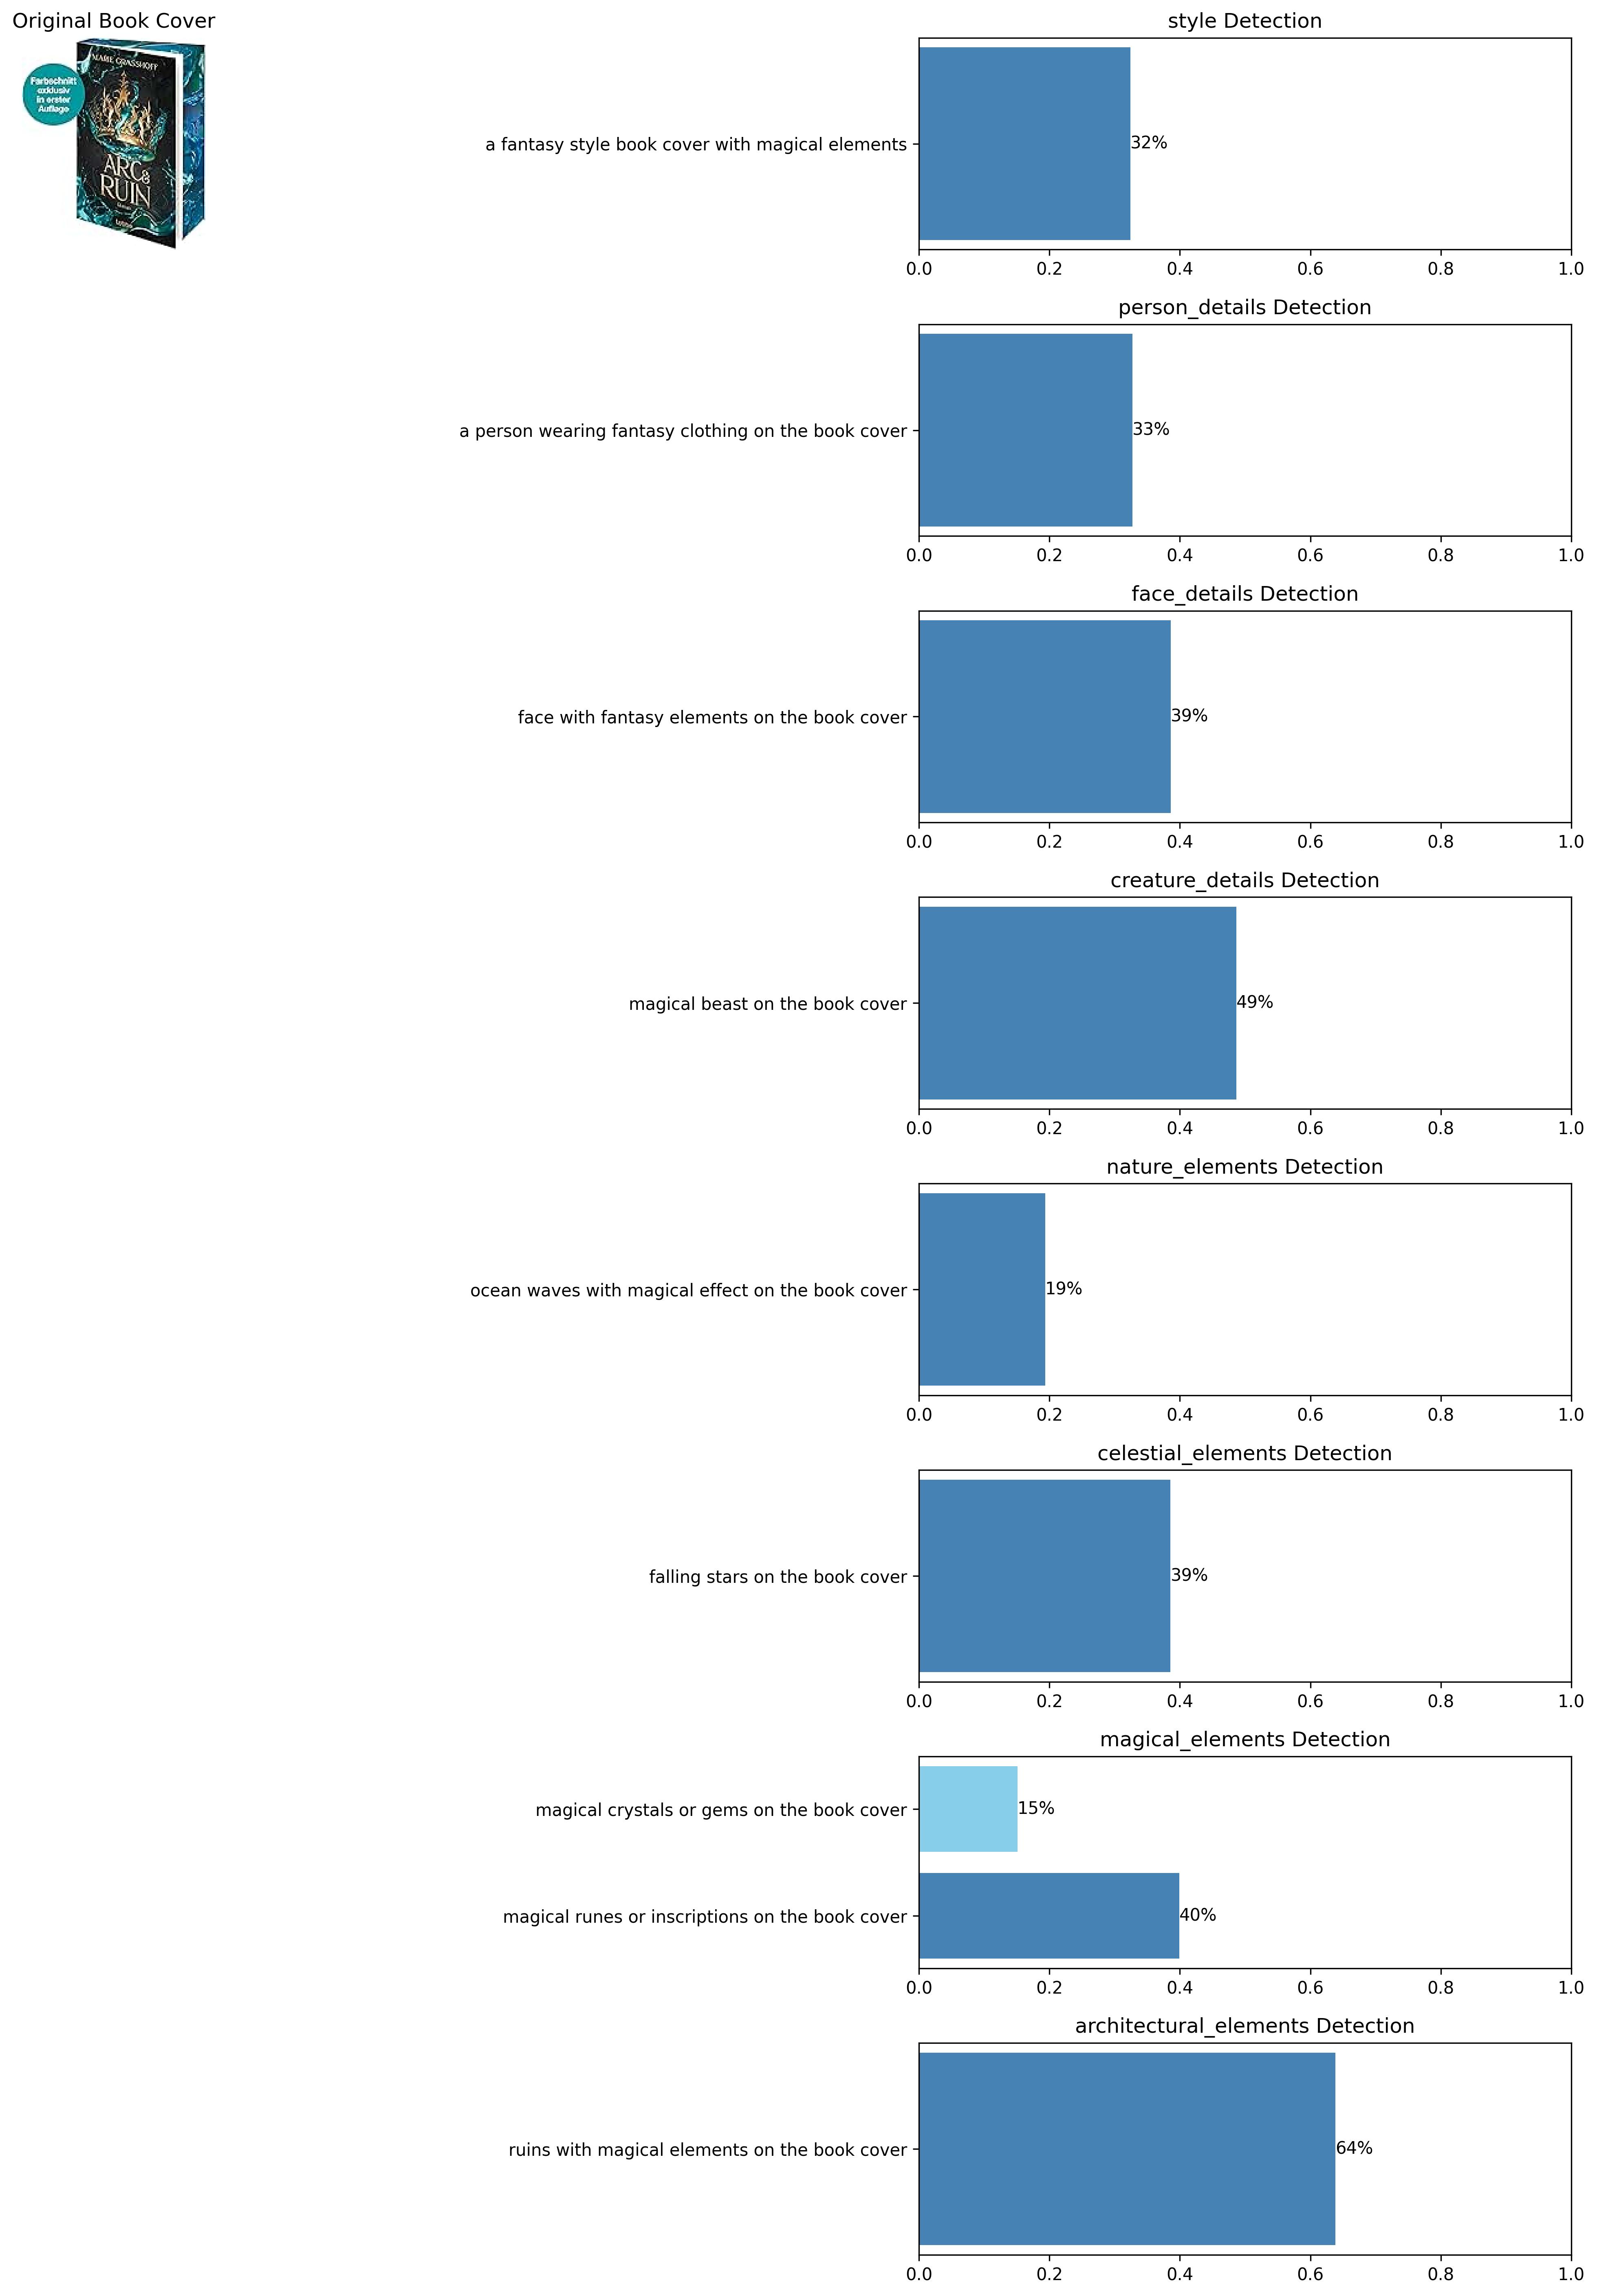 Original Book Cover
MARIE GRASSHOFF
Farbschnitt
exklusiv
in erster
Auflage
ARC&
RUIN
style Detection
a fantasy style book cover with magical elements
32%
0.0 0.2 0.4 0.6 0.8 1.0
person_details Detection
a person wearing fantasy clothing on the book cover
33%
0.0 0.2 0.4 0.6 0.8 1.0
face_details Detection
face with fantasy elements on the book cover
39%
0.0 0.2 0.4 0.6 0.8 1.0
creature_details Detection
magical beast on the book cover
49%
0.0 0.2 0.4 0.6 0.8 1.0
nature_elements Detection
ocean waves with magical effect on the book cover
19%
0.0 0.2 0.4 0.6 0.8 1.0
celestial_elements Detection
falling stars on the book cover
39%
0.0 0.2 0.4 0.6 0.8 1.0
magical_elements Detection
magical crystals or gems on the book cover
15%
magical runes or inscriptions on the book cover
40%
0.0 0.2 0.4 0.6 0.8 1.0
architectural_elements Detection
ruins with magical elements on the book cover
64%
0.0 0.2 0.4 0.6 0.8 1.0